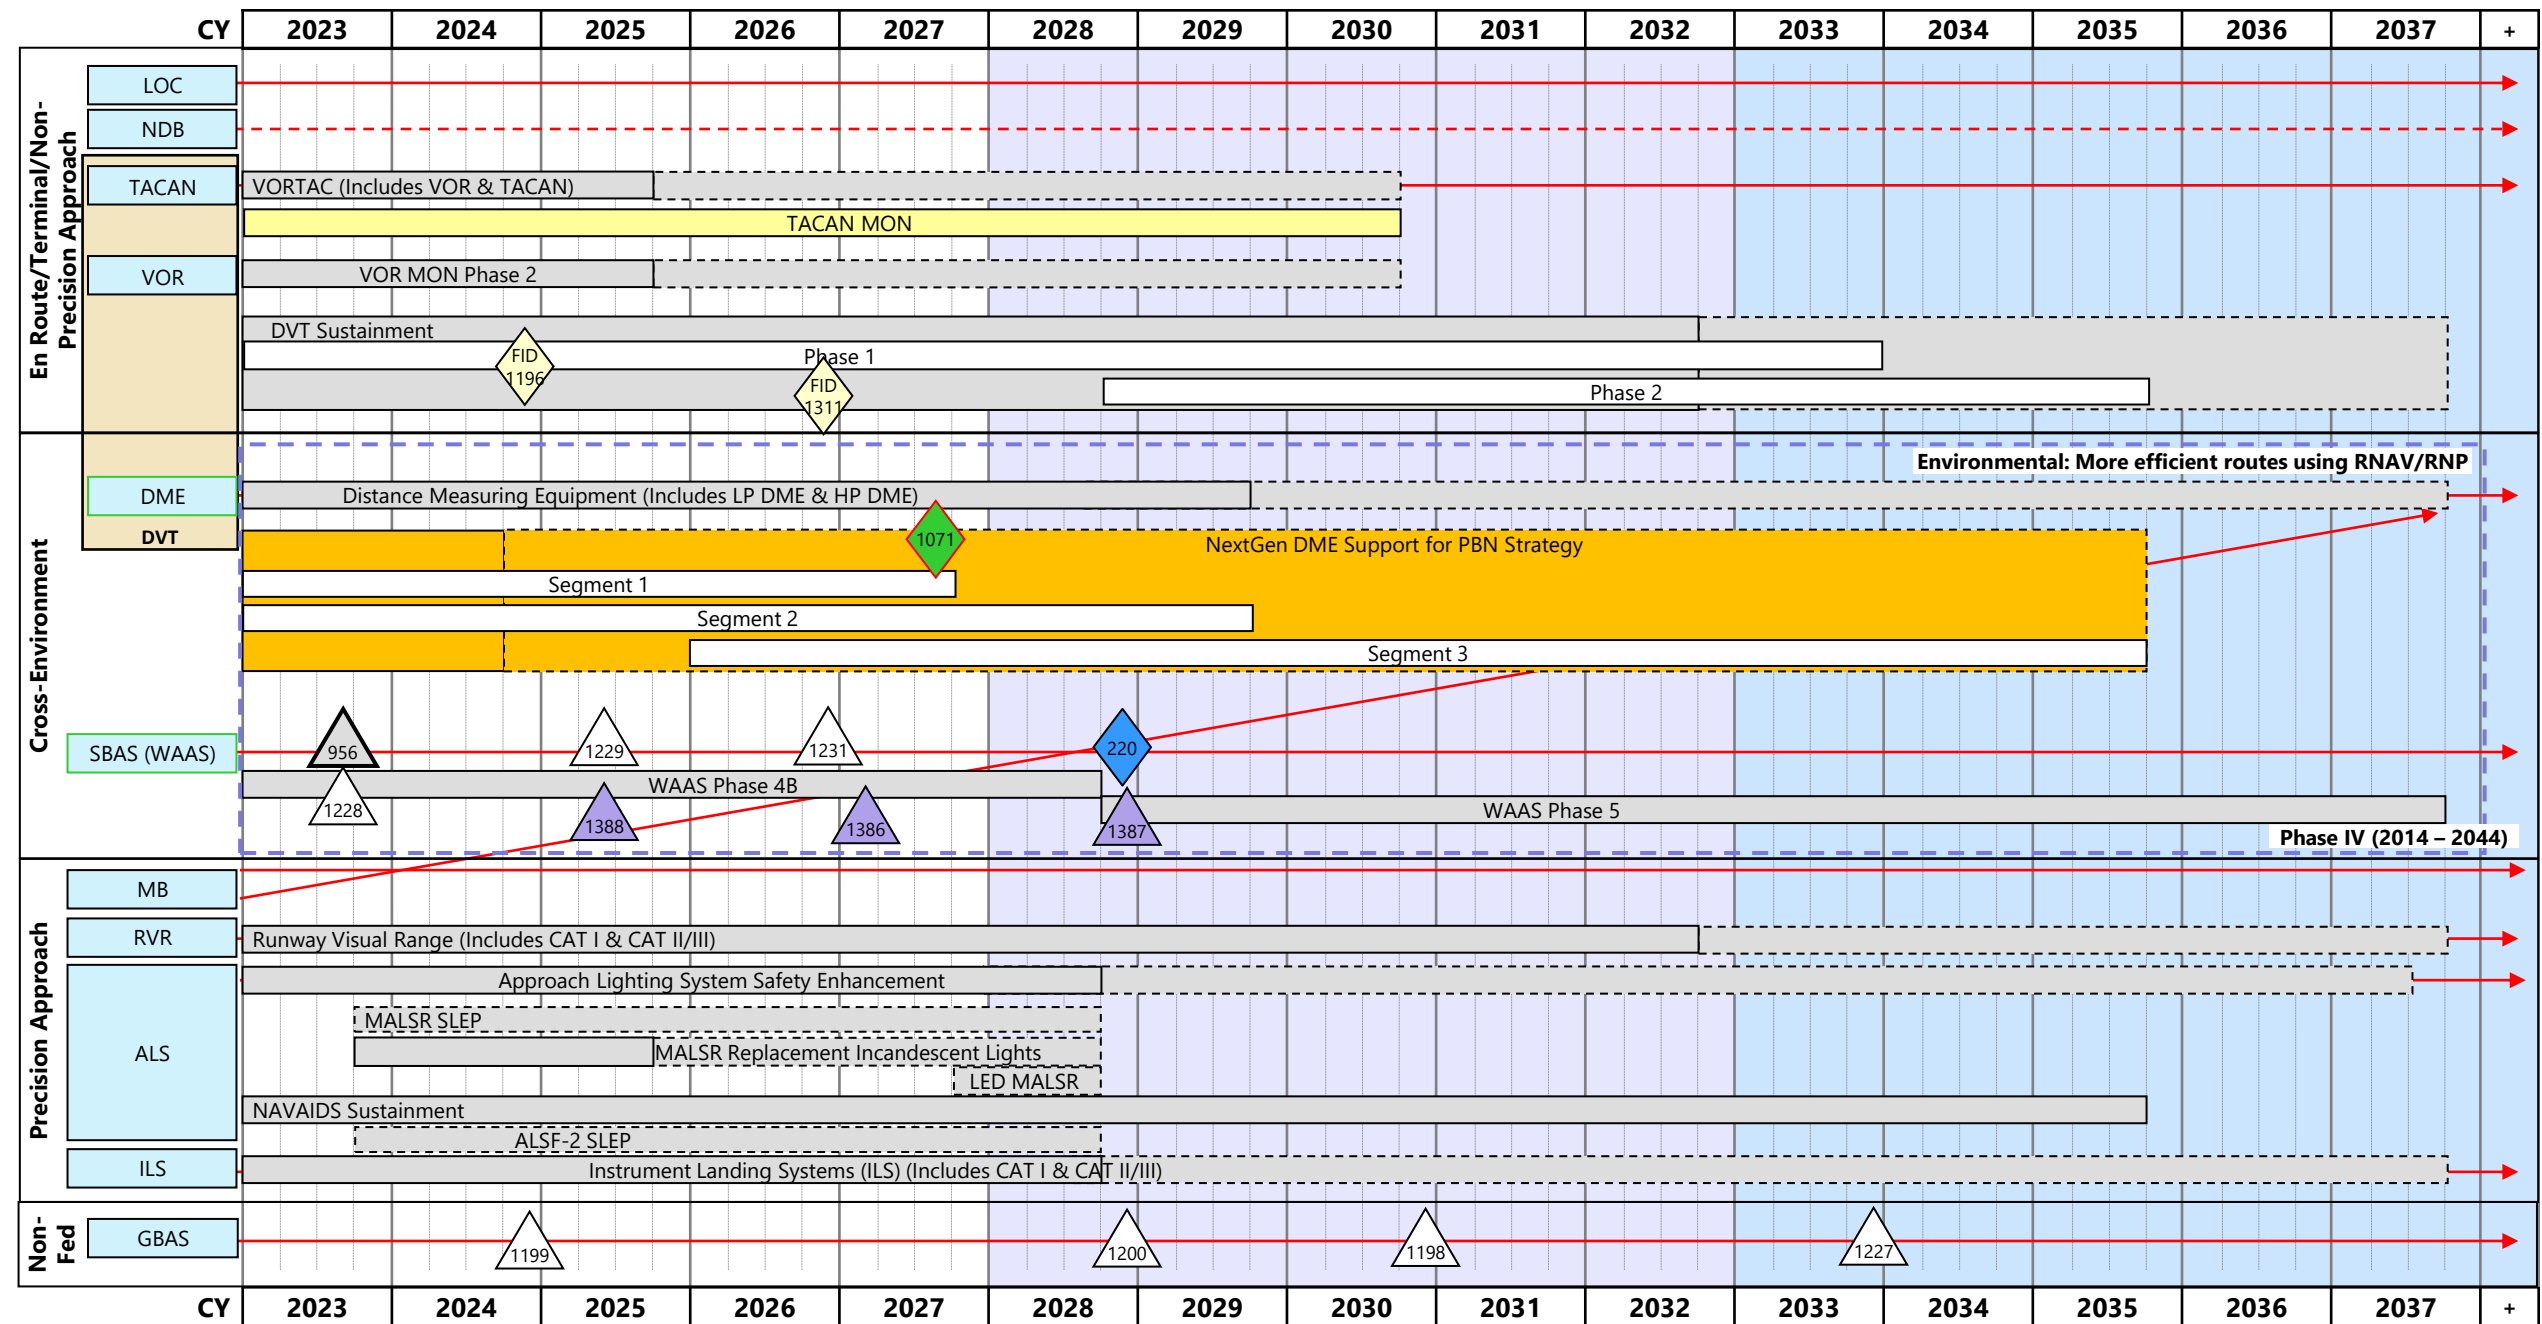 CY 2023 2024 2025 2026 2027 2028 2029 2030 2031 2032 2033 2034 2035 2036 2037 +
En Route/Terminal/Non-
Precision Approach
LOC
NDB
TACAN
VORTAC (Includes VOR & TACAN)
TACAN MON
VOR
VOR MON Phase 2
DVT Sustainment
Phase 1
FID
1196
FID
1311
Phase 2
Cross-Environment
Environmental: More efficient routes using RNAV/RNP
DME
Distance Measuring Equipment (Includes LP DME & HP DME)
DVT
1071
NextGen DME Support for PBN Strategy
Segment 1
Segment 2
Segment 3
SBAS (WAAS)
956
1229
1231
220
WAAS Phase 4B
1228
1388
1386
1387
WAAS Phase 5
Phase IV (2014 – 2044)
Precision Approach
MB
RVR
Runway Visual Range (Includes CAT I & CAT II/III)
ALS
Approach Lighting System Safety Enhancement
MALSR SLEP
MALSR Replacement Incandescent Lights
LED MALSR
NAVAIDS Sustainment
ALSF-2 SLEP
ILS
Instrument Landing Systems (ILS) (Includes CAT I & CAT II/III)
Non-
Fed
GBAS
1199
1200
1198
1227
CY 2023 2024 2025 2026 2027 2028 2029 2030 2031 2032 2033 2034 2035 2036 2037 +